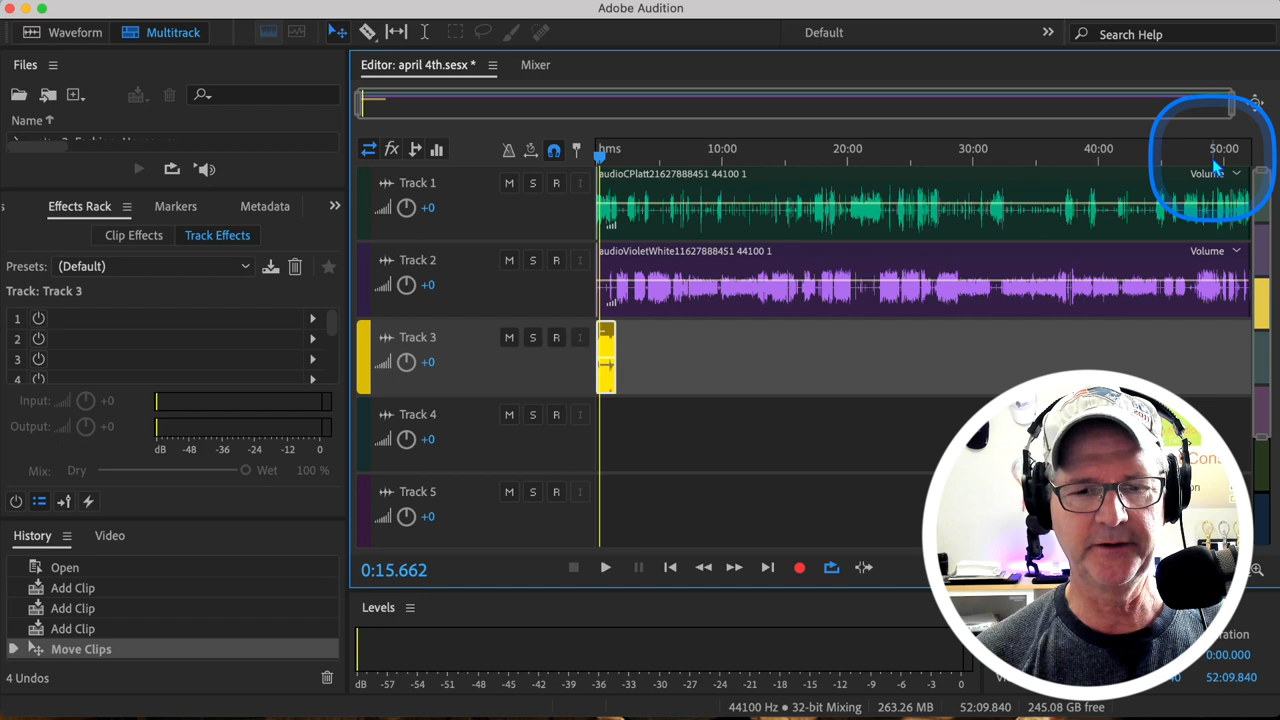 Adobe Audition
Waveform
Multitrack
Default
Search Help
Files
Editor: april 4th.sesx *
Mixer
Name
hms
10:00
20:00
30:00
40:00
50:00
Track 1
M S R I
+0
audioCPlatt21627888451 44100 1
Volume
Effects Rack
Markers
Metadata
Clip Effects
Track Effects
Presets:
(Default)
Track: Track 3
1
2
3
4
Track 2
M S R I
+0
audioVioletWhite11627888451 44100 1
Volume
Track 3
M S R I
+0
Track 4
M S R I
+0
Track 5
M S R I
+0
Input:
+0
Output:
+0
dB -48 -36 -24 -12 0
Mix:
Dry
Wet
100 %
History
Video
Open
Add Clip
Add Clip
Add Clip
Move Clips
4 Undos
0:15.662
Levels
dB -57 -54 -51 -48 -45 -42 -39 -36 -33 -30 -27 -24 -21 -18 -15 -12 -9 -6 -3 0
0:00.000
52:09.840
44100 Hz ● 32-bit Mixing
263.26 MB
52:09.840
245.08 GB free